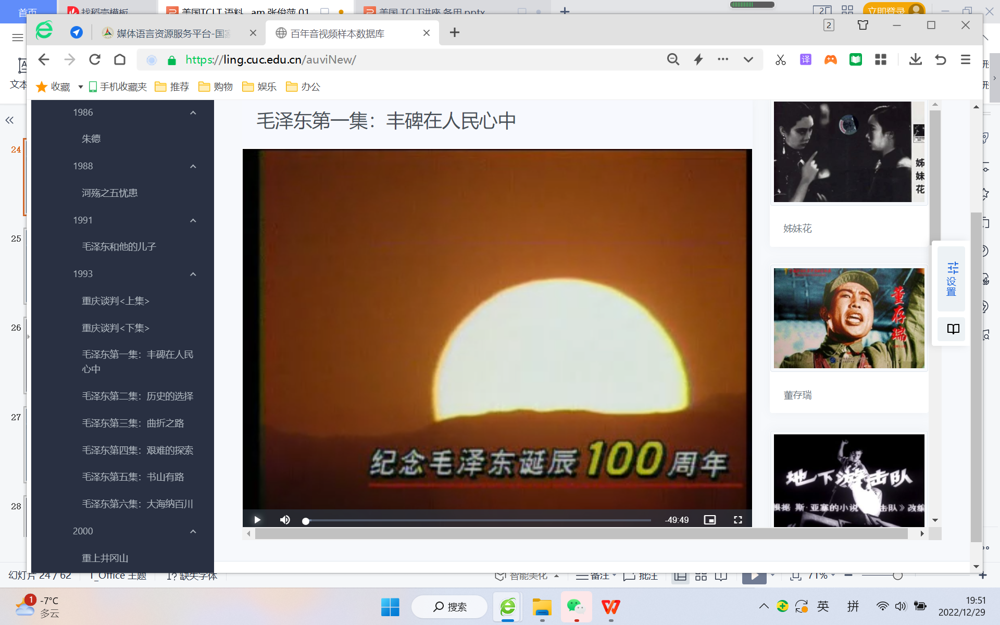 首页
找稻壳模板
美国TCLT 语料
am 张俊萍 01
美国 TCLT讲座 备用.pptx
立即登录
媒体语言资源服务平台-国家
百年音视频样本数据库
2
https://ling.cuc.edu.cn/auviNew/
译
收藏
手机收藏夹
推荐
购物
娱乐
办公
文本
24
25
26
27
28
1986
朱德
1988
河殇之五忧患
1991
毛泽东和他的儿子
1993
重庆谈判<上集>
重庆谈判<下集>
毛泽东第一集：丰碑在人民
心中
毛泽东第二集：历史的选择
毛泽东第三集：曲折之路
毛泽东第四集：艰难的探索
毛泽东第五集：书山有路
毛泽东第六集：大海纳百川
2000
重上井冈山
毛泽东第一集：丰碑在人民心中
纪念毛泽东诞辰100周年
-49:49
姊妹花
姊妹花
董存瑞
董存瑞
地下游击队
根据 斯·亚塞的小说
击队》改编
设置
幻灯片 24 / 62
T_Office 主题
缺失字体
智能美化
备注
批注
71%
1
-7°C
多云
搜索
英
拼
19:51
2022/12/29